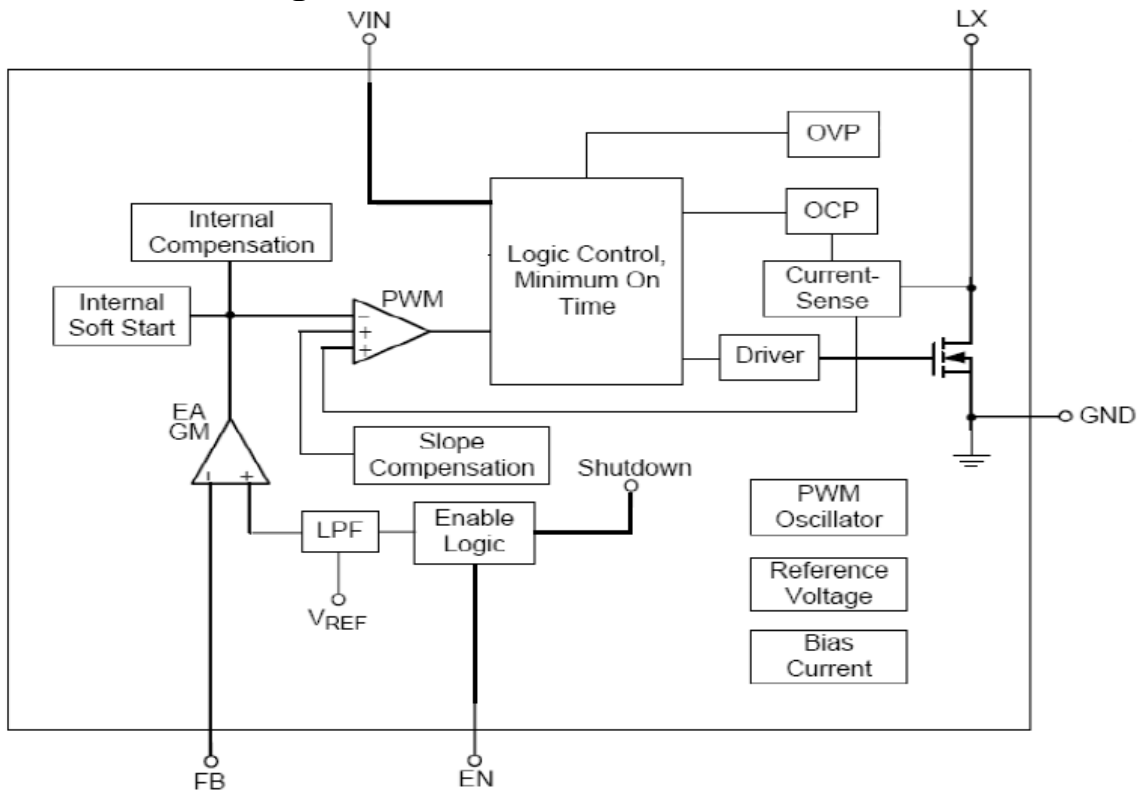 VIN
LX
OVP
Internal
Compensation
OCP
Logic Control,
Minimum On
Time
Current-
Sense
Internal
Soft Start
PWM
−
+
+
Driver
EA
GM
GND
− +
Slope
Compensation
Shutdown
PWM
Oscillator
LPF
Enable
Logic
Reference
Voltage
VREF
Bias
Current
FB
EN